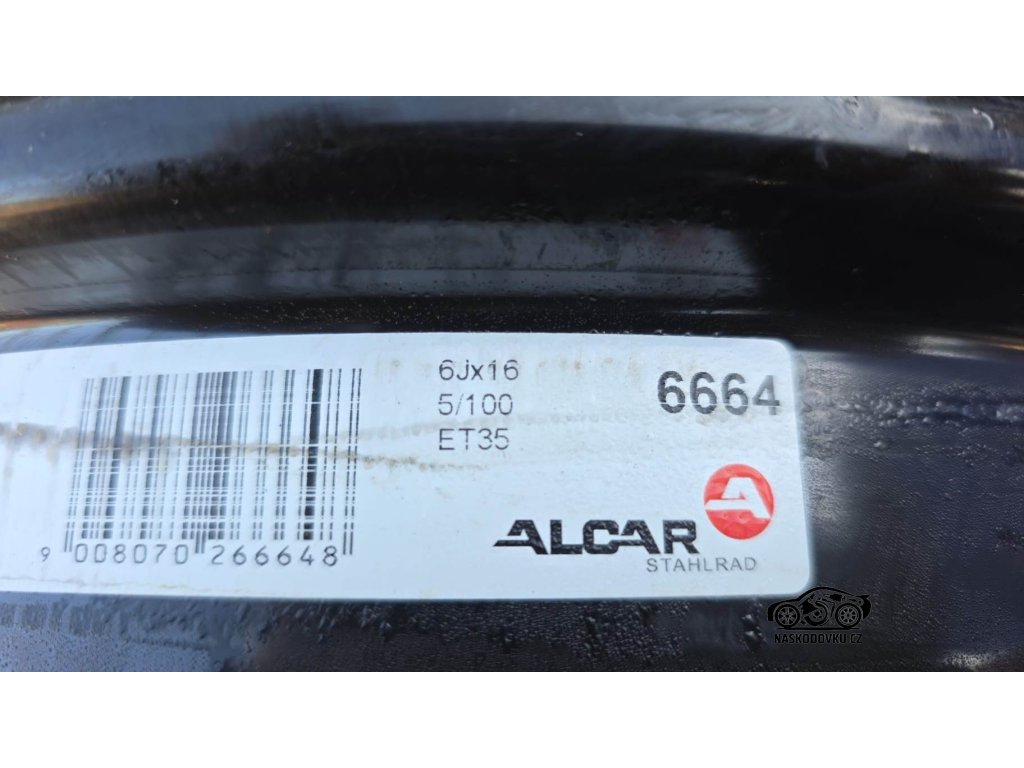 6Jx16
5/100
ET35
6664
9 008070 266648
ALCAR
STAHLRAD
NASKODOVKU.CZ